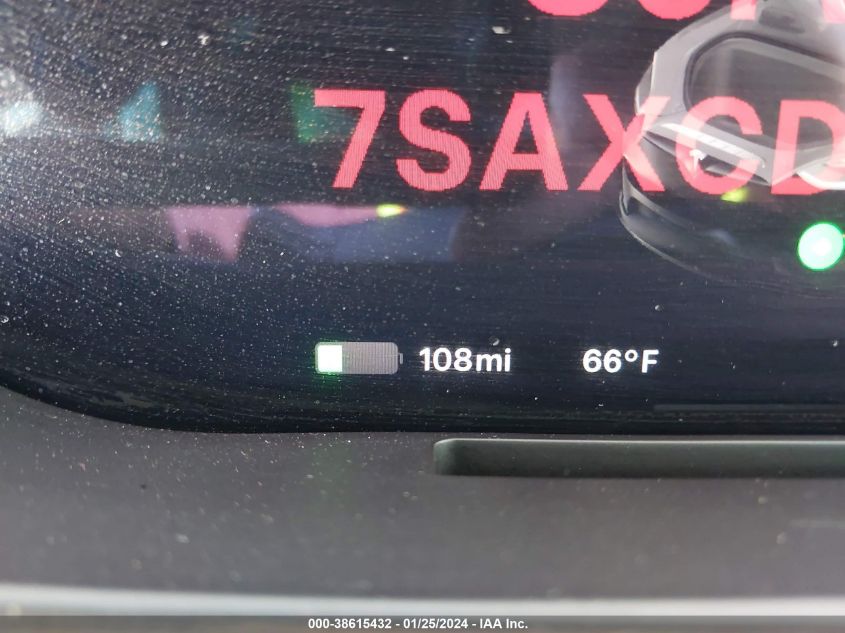 7SAXCD
108mi 66°F
000-38615432 - 01/25/2024 - IAA Inc.